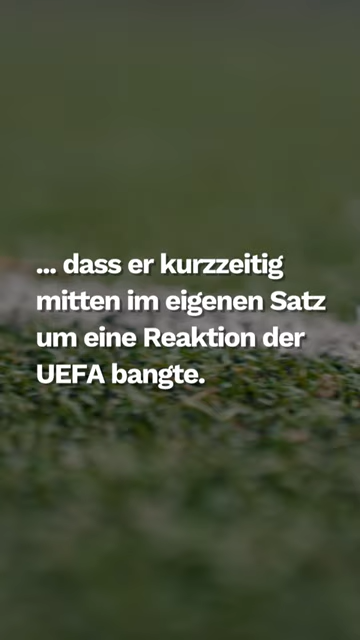 ... dass er kurzzeitig
mitten im eigenen Satz
um eine Reaktion der
UEFA bangte.